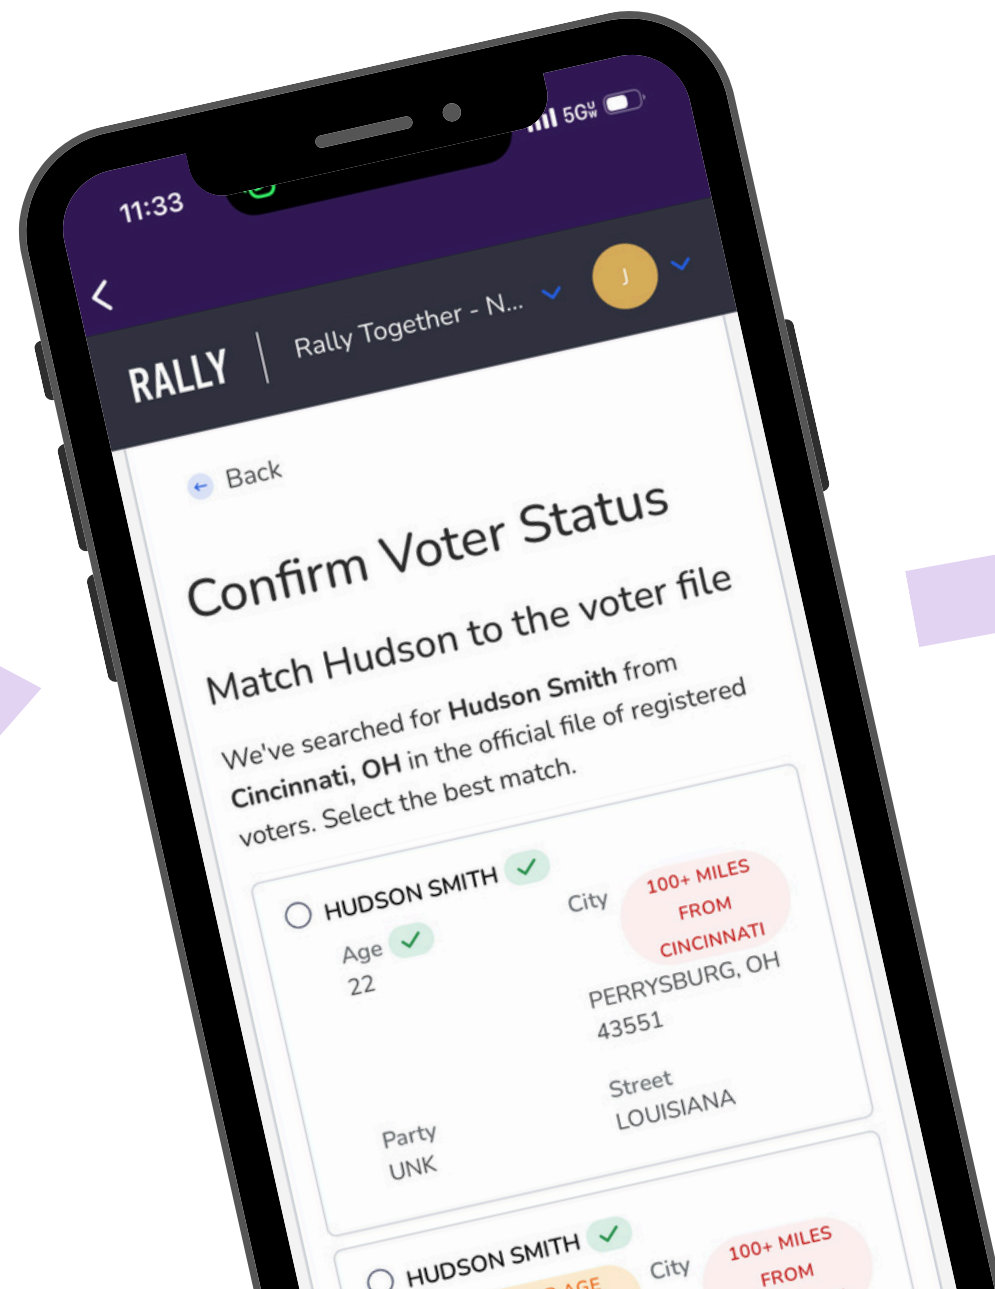 11:33
5G UW
RALLY
Rally Together - N...
J
Back
Confirm Voter Status
Match Hudson to the voter file
We've searched for Hudson Smith from
Cincinnati, OH in the official file of registered
voters. Select the best match.
HUDSON SMITH
Age
22
City
100+ MILES
FROM
CINCINNATI
PERRYSBURG, OH
43551
Street
LOUISIANA
Party
UNK
HUDSON SMITH
AGE
City
100+ MILES
FROM